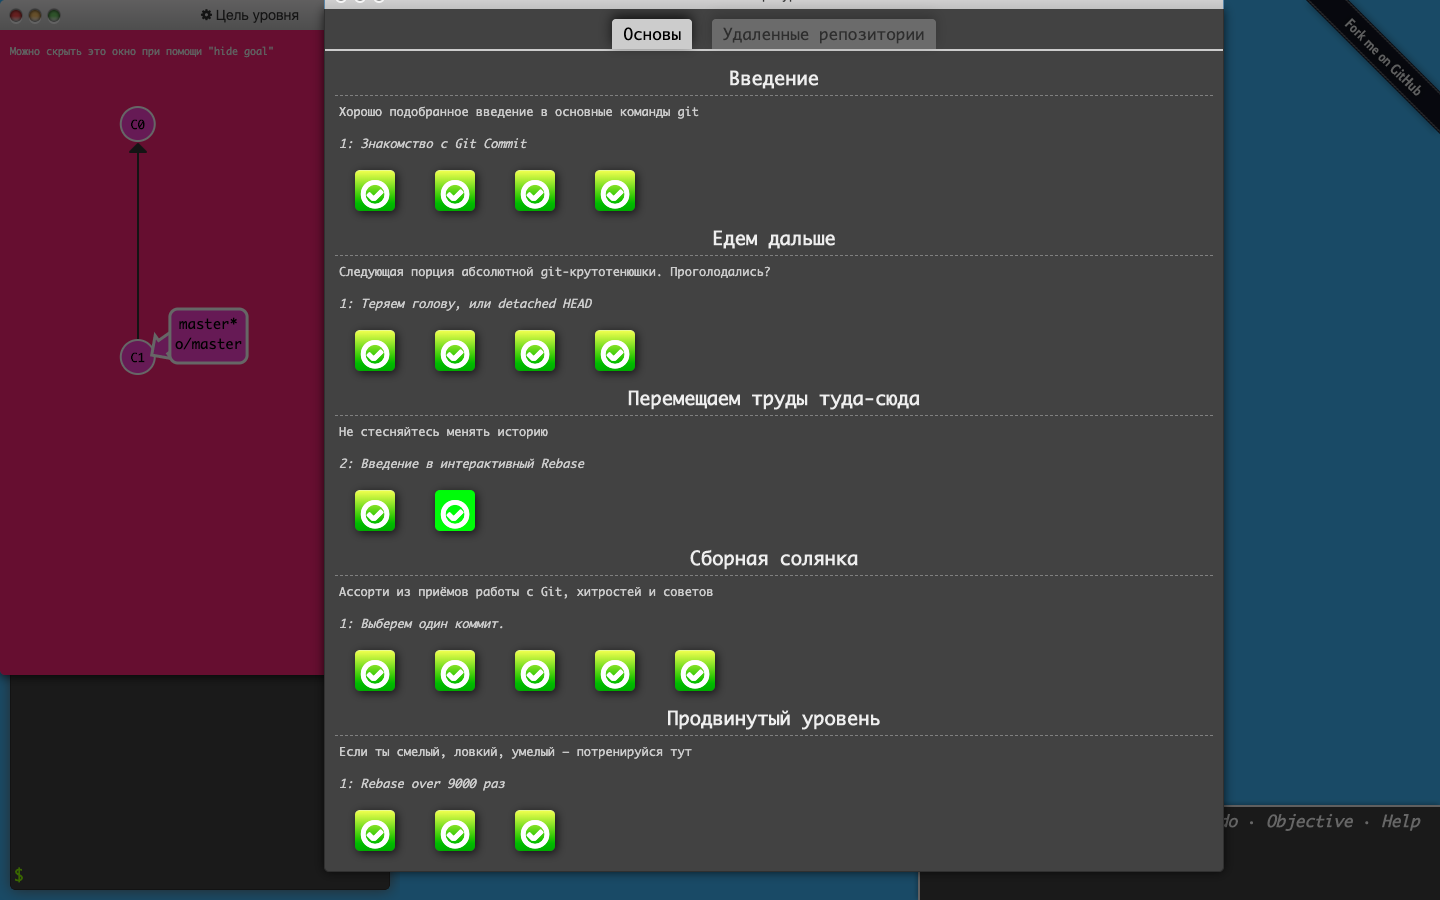 Цель уровня
Можно скрыть это окно при помощи "hide goal"
C0
master*
o/master
C1
$
Основы
Удаленные репозитории
Введение
Хорошо подобранное введение в основные команды git
1: Знакомство с Git Commit
Едем дальше
Следующая порция абсолютной git-крутотенюшки. Проголодались?
1: Теряем голову, или detached HEAD
Перемещаем труды туда-сюда
Не стесняйтесь менять историю
2: Введение в интерактивный Rebase
Сборная солянка
Ассорти из приёмов работы с Git, хитростей и советов
1: Выберем один коммит.
Продвинутый уровень
Если ты смелый, ловкий, умелый – потренируйся тут
1: Rebase over 9000 раз
Fork me on GitHub
do · Objective · Help